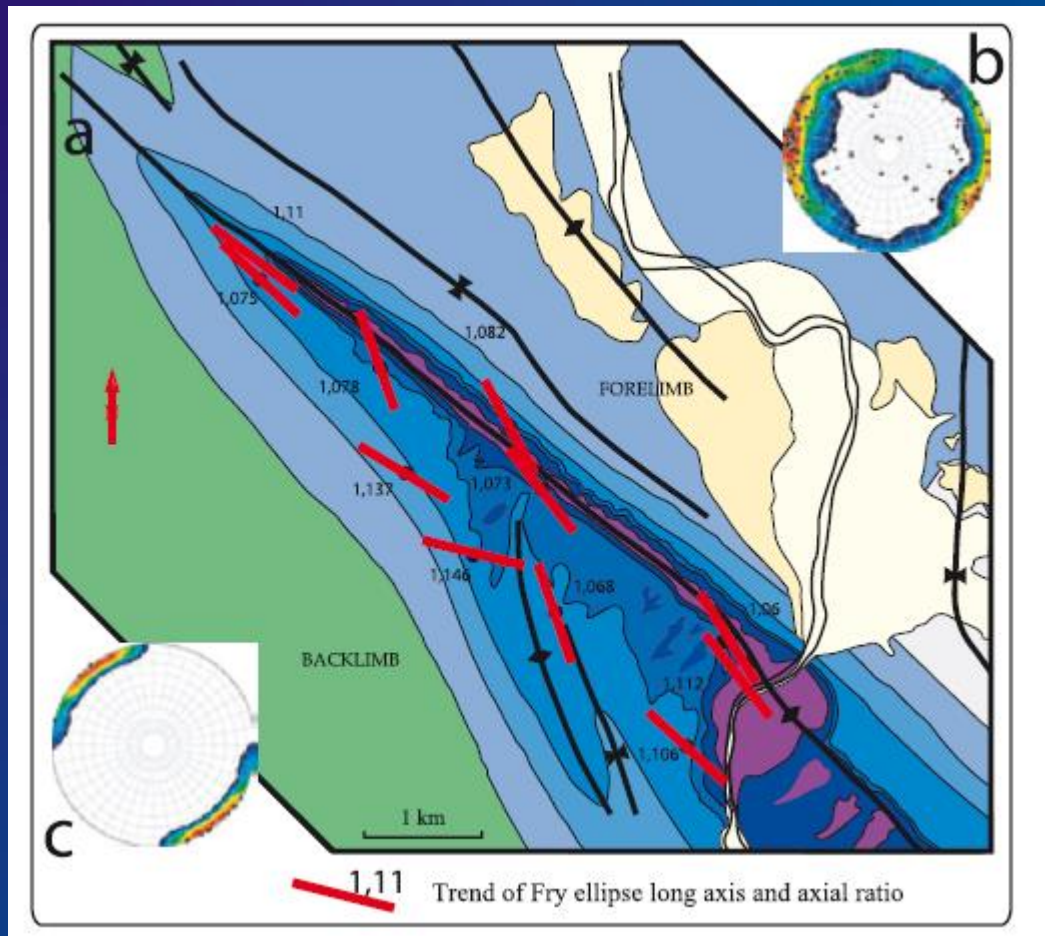 b
a
1,11
1,075
1,082
1,078
FORELIMB
1,137
1,073
1,146
1,068
1,06
BACKLIMB
1,112
1,106
c
1 km
1,11
Trend of Fry ellipse long axis and axial ratio